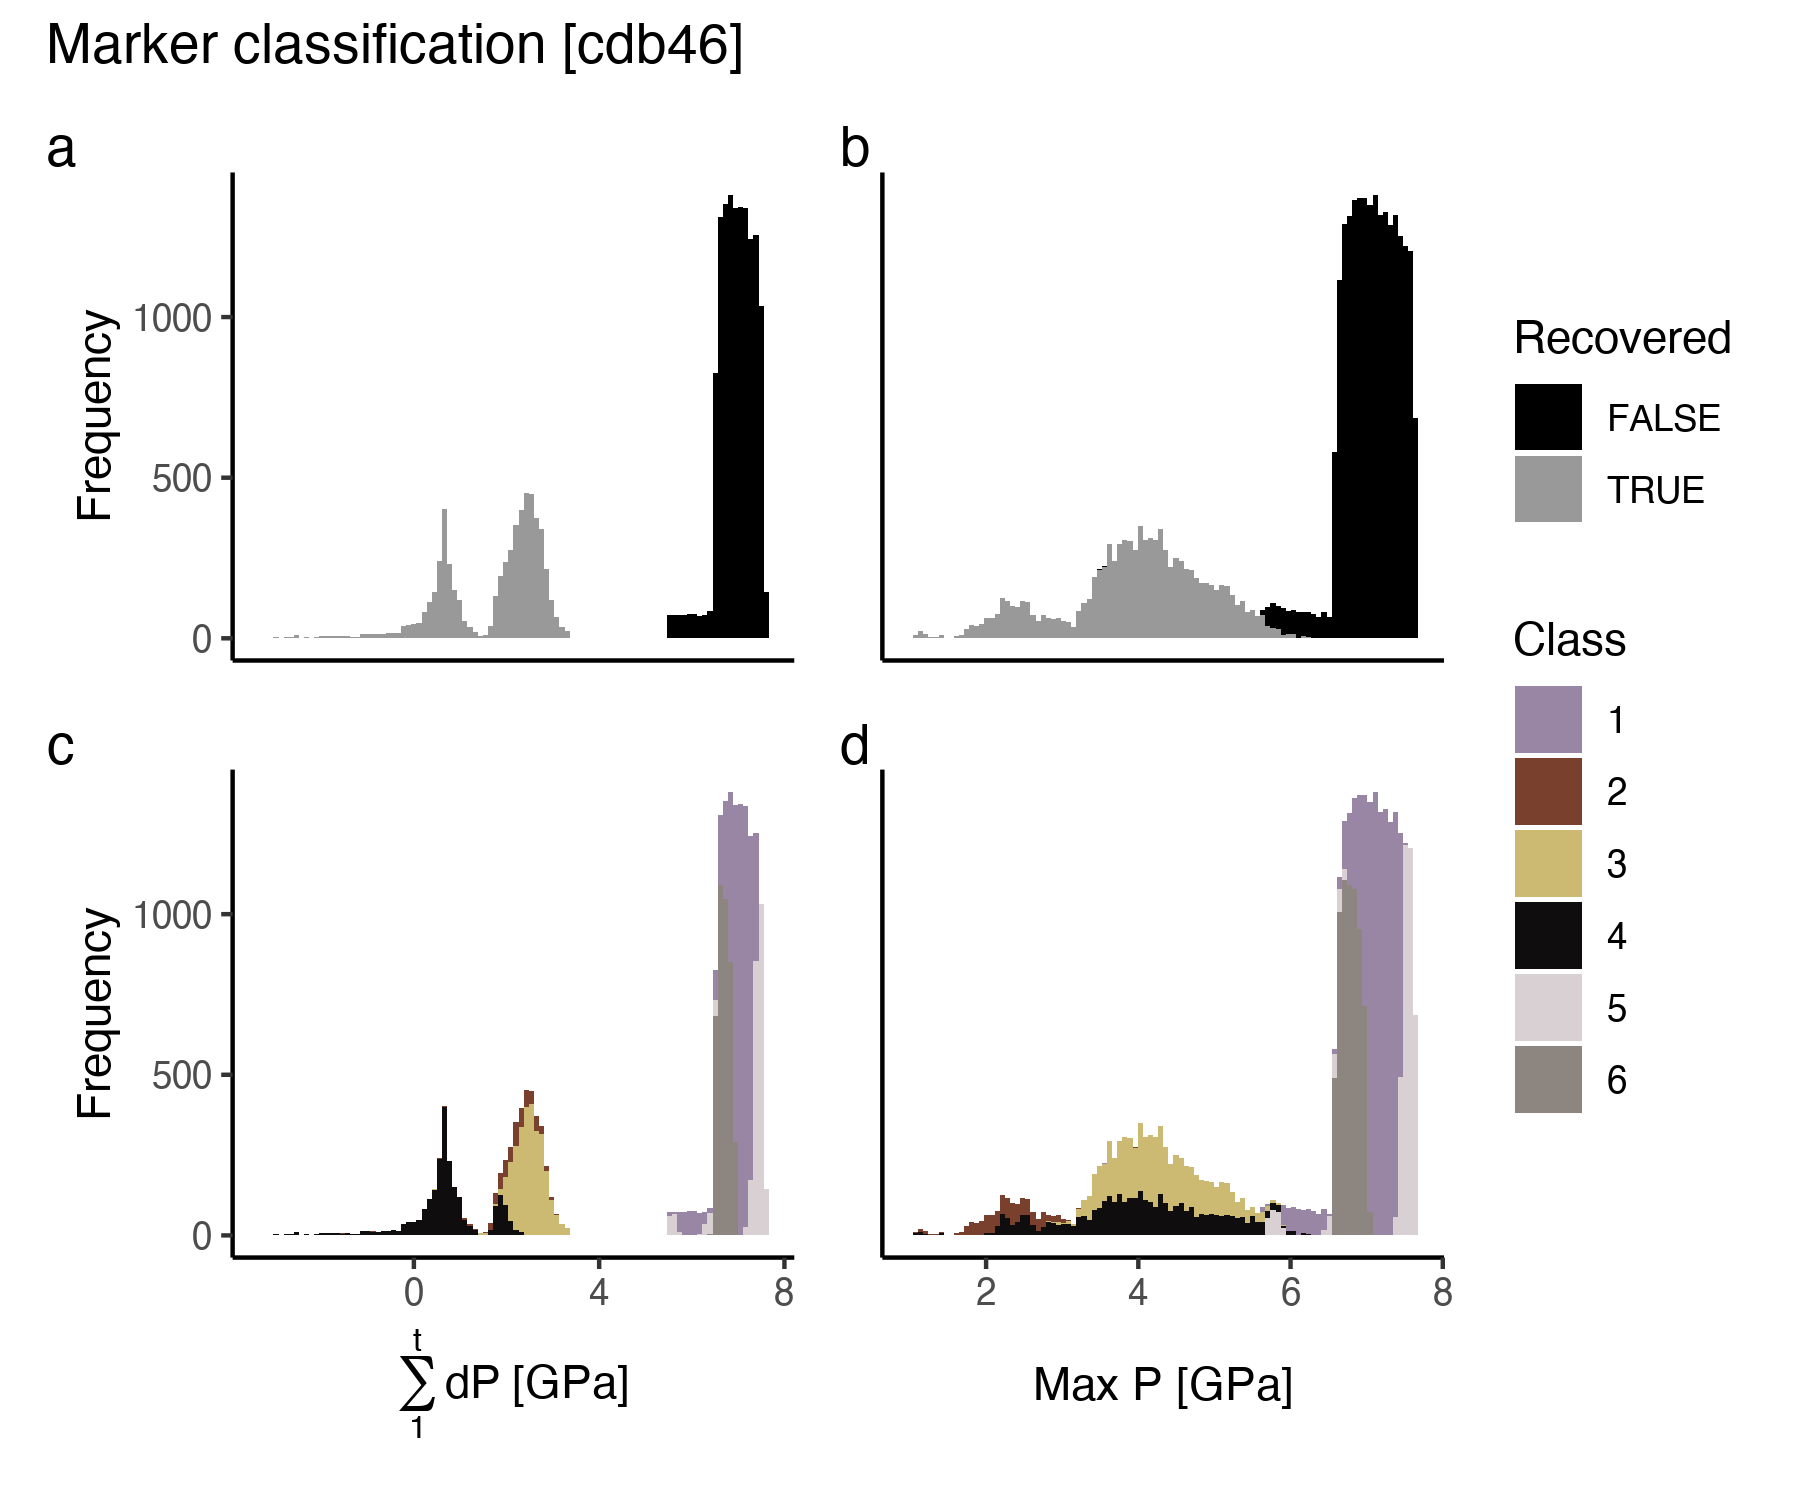 Marker classification [cdb46]
a
b
Frequency
1000
500
0
Recovered
FALSE
TRUE
Class
1
2
3
4
5
6
c
d
Frequency
1000
500
0
0 4 8
2 4 6 8
t
∑ dP [GPa]
1
Max P [GPa]